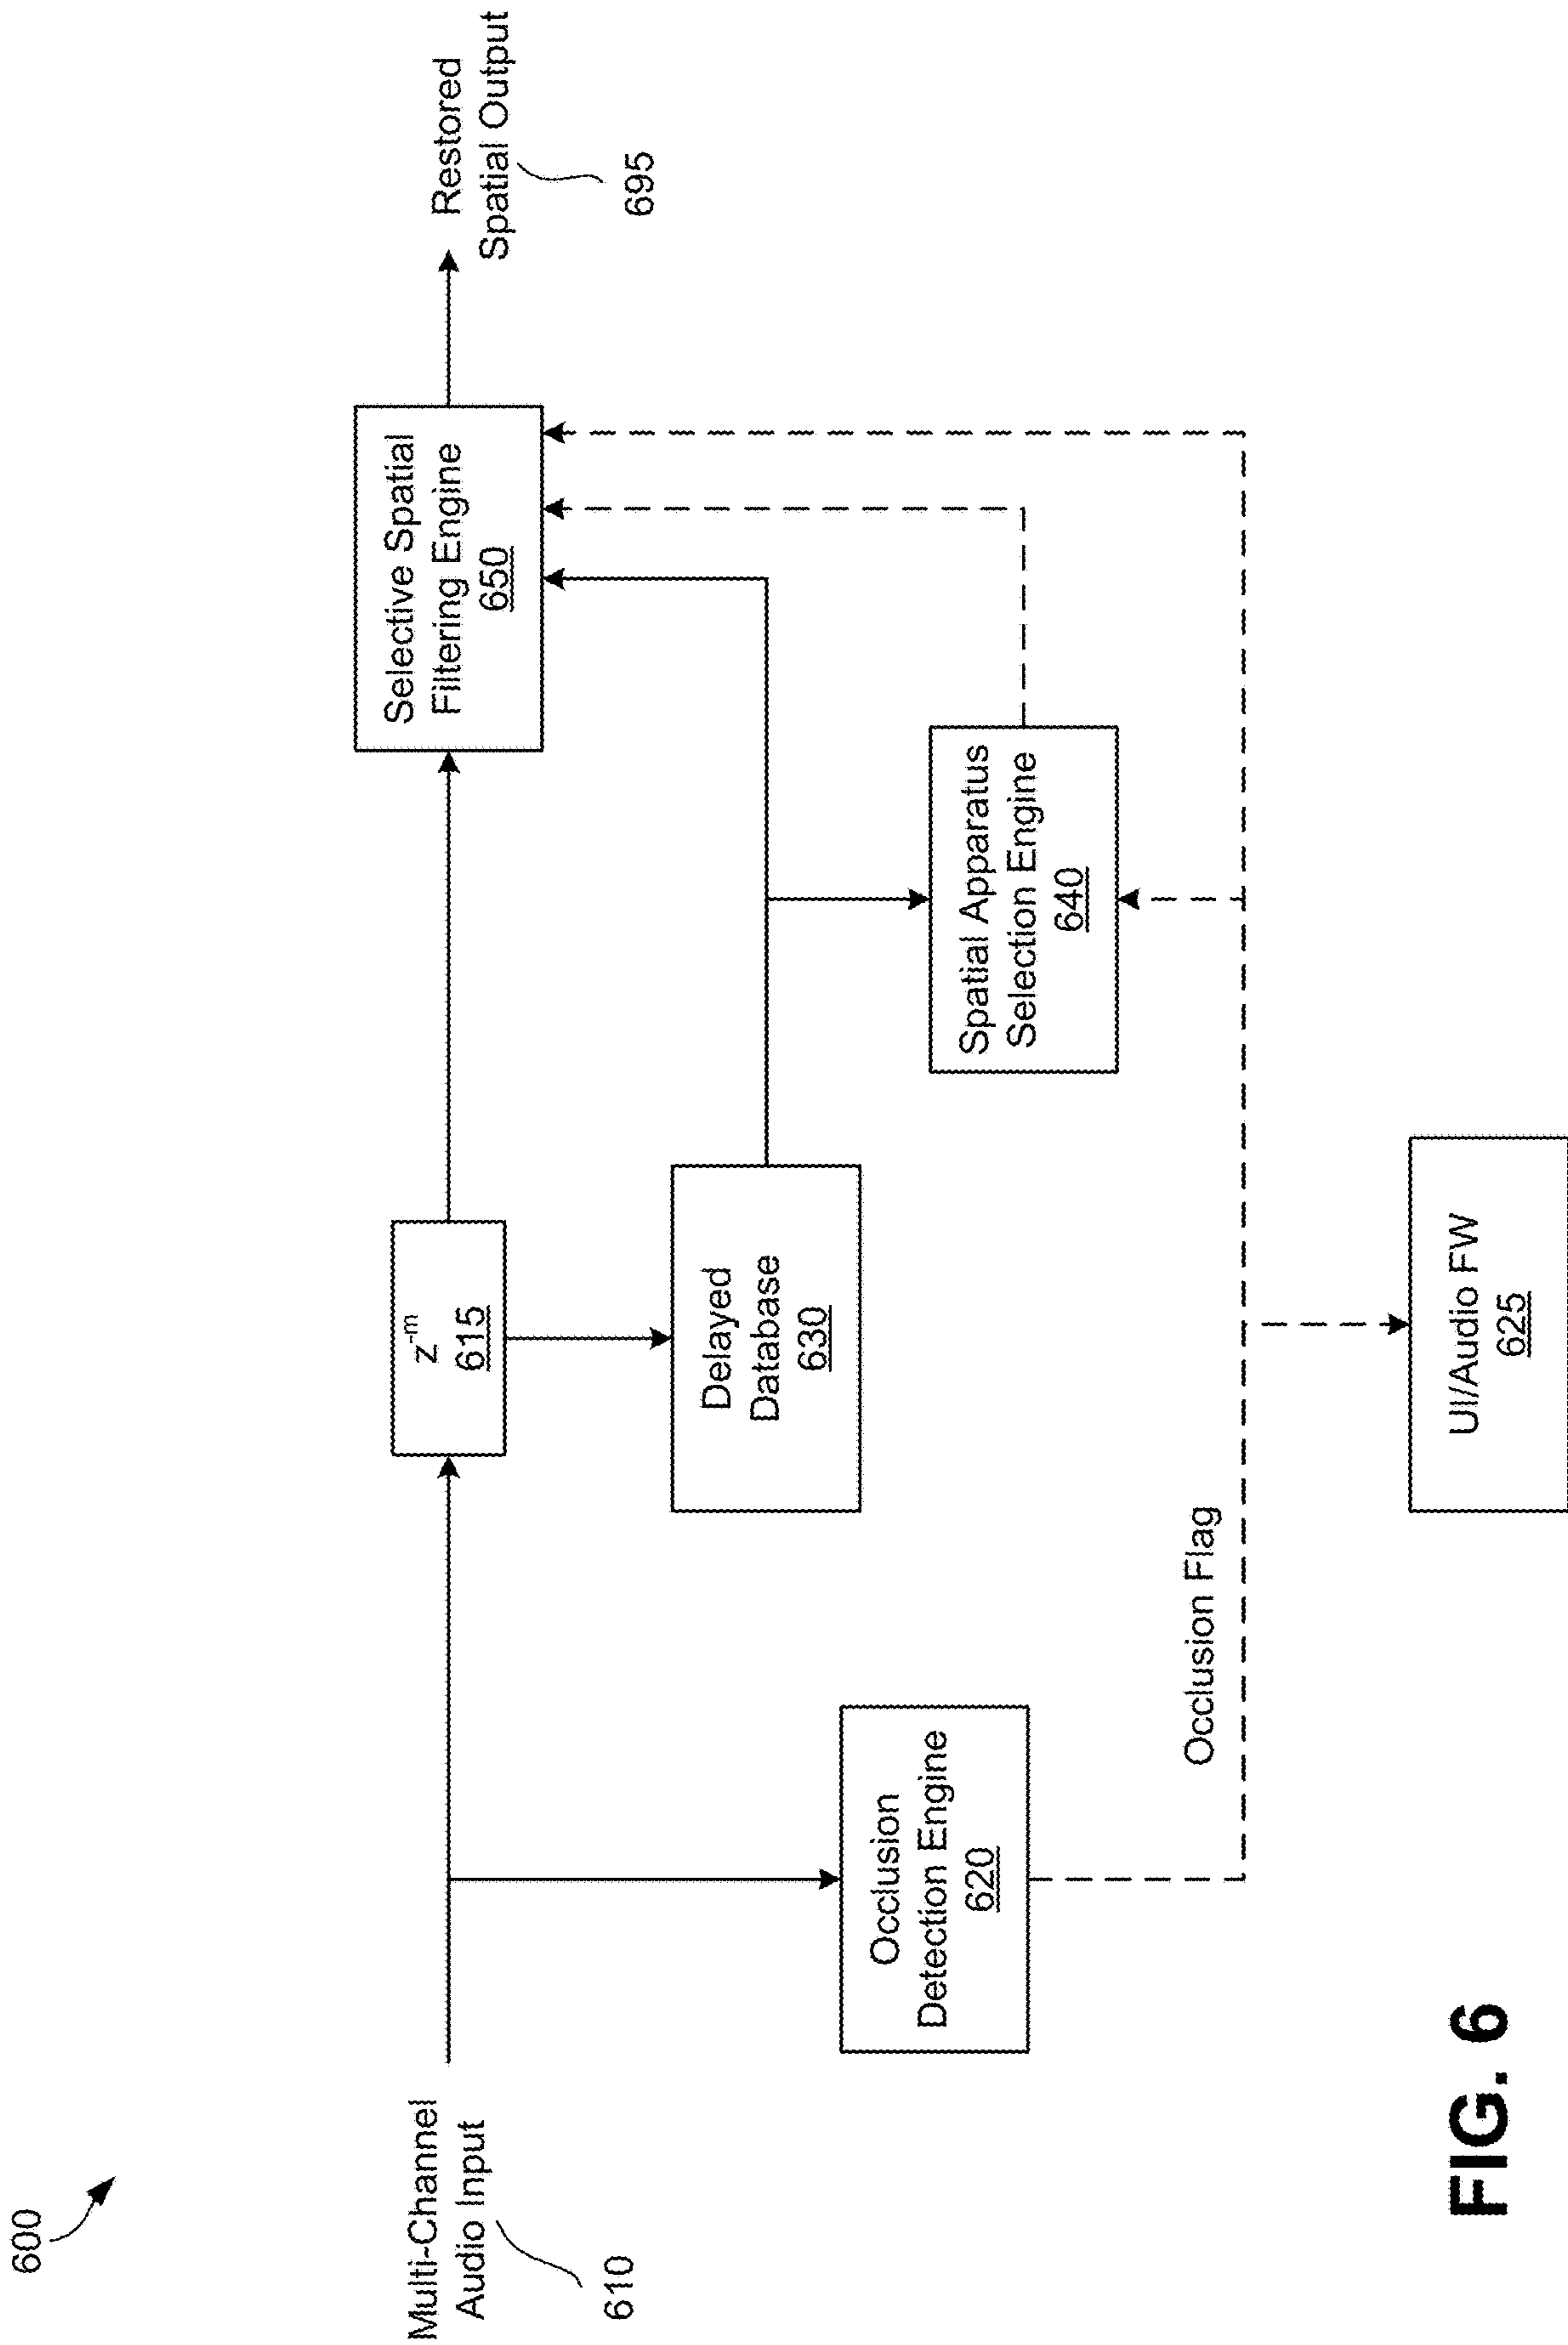 600
Multi-Channel
Audio Input
610
z-m
615
Selective Spatial
Filtering Engine
650
Restored
Spatial Output
695
Delayed
Database
630
Occlusion
Detection Engine
620
Spatial Apparatus
Selection Engine
640
Occlusion Flag
UI/Audio FW
625
FIG. 6